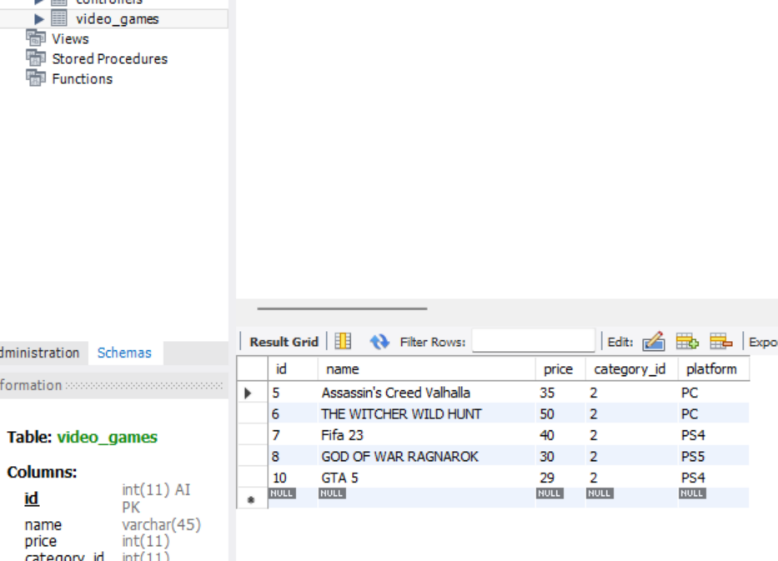 controllers
video_games
Views
Stored Procedures
Functions
dministration Schemas
formation
Table: video_games
Columns:
id int(11) AI PK
name varchar(45)
price int(11)
category_id int(11)
Result Grid Filter Rows: Edit: Expo
id name price category_id platform
5 Assassin's Creed Valhalla 35 2 PC
6 THE WITCHER WILD HUNT 50 2 PC
7 Fifa 23 40 2 PS4
8 GOD OF WAR RAGNAROK 30 2 PS5
10 GTA 5 29 2 PS4
NULL NULL NULL NULL NULL